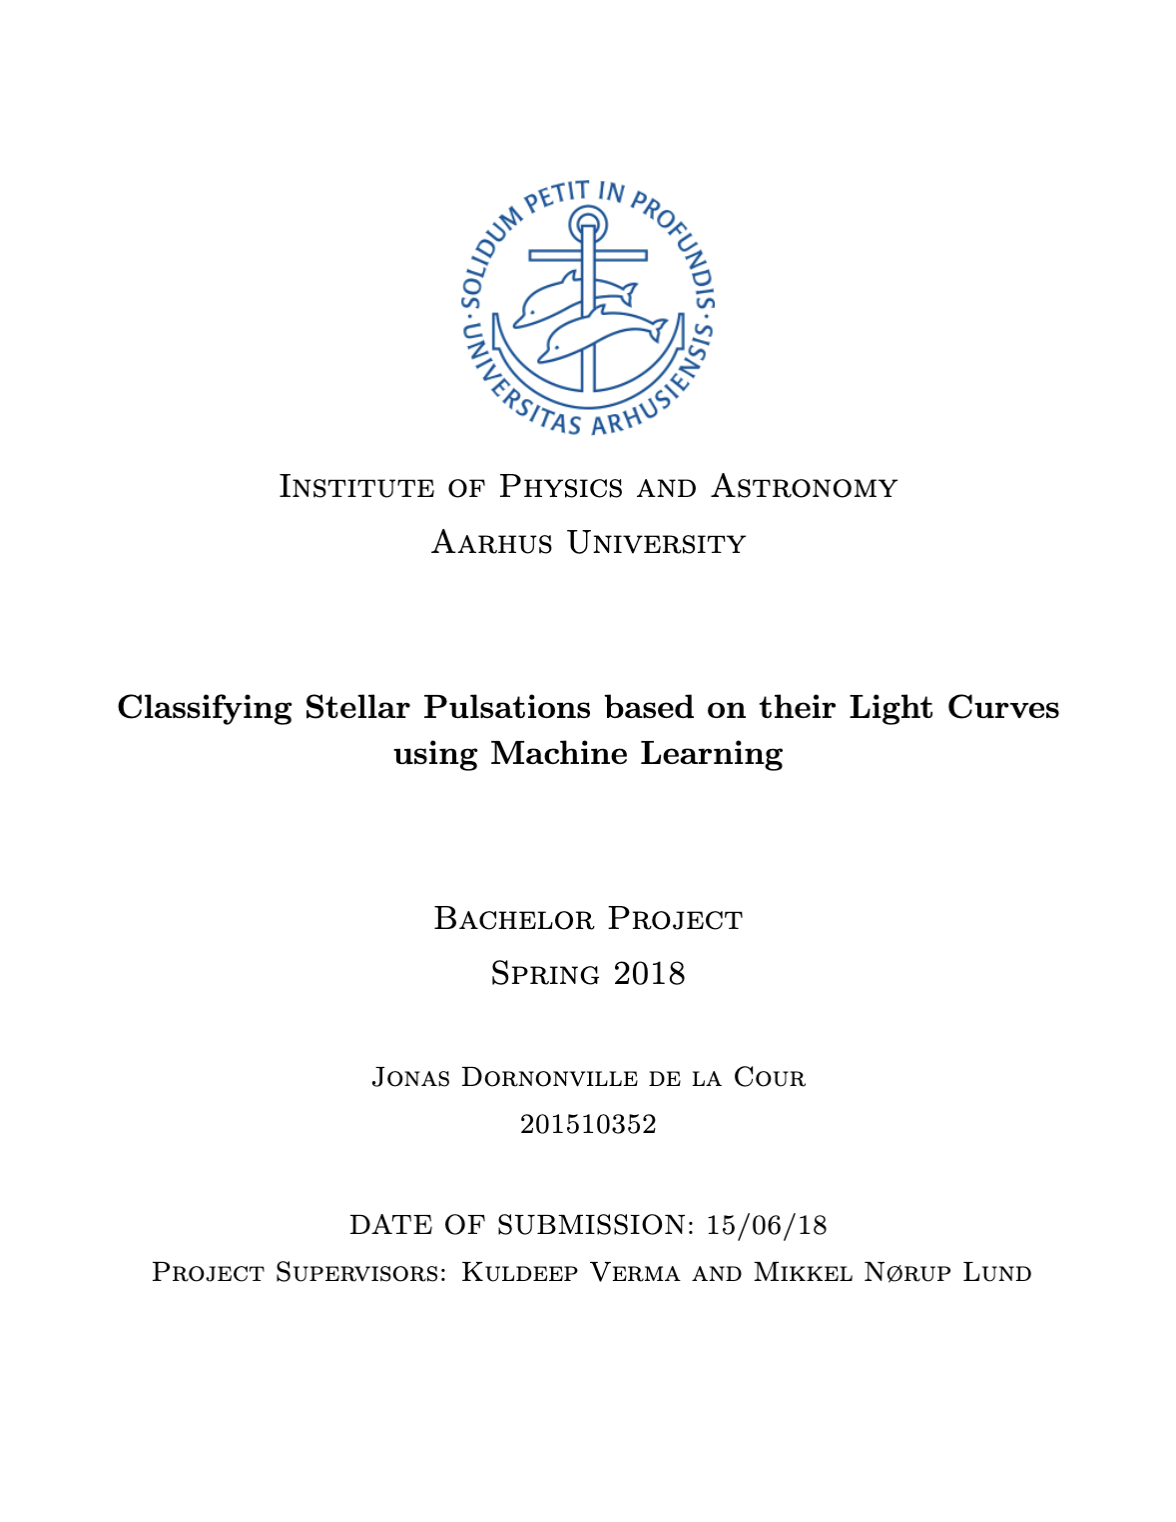 · SOLIDUM PETIT IN PROFUNDIS ·
UNIVERSITAS ARHUSIENSIS
Institute of Physics and Astronomy
Aarhus University
Classifying Stellar Pulsations based on their Light Curves
using Machine Learning
Bachelor Project
Spring 2018
Jonas Dornonville de la Cour
201510352
DATE OF SUBMISSION: 15/06/18
Project Supervisors: Kuldeep Verma and Mikkel Nørup Lund